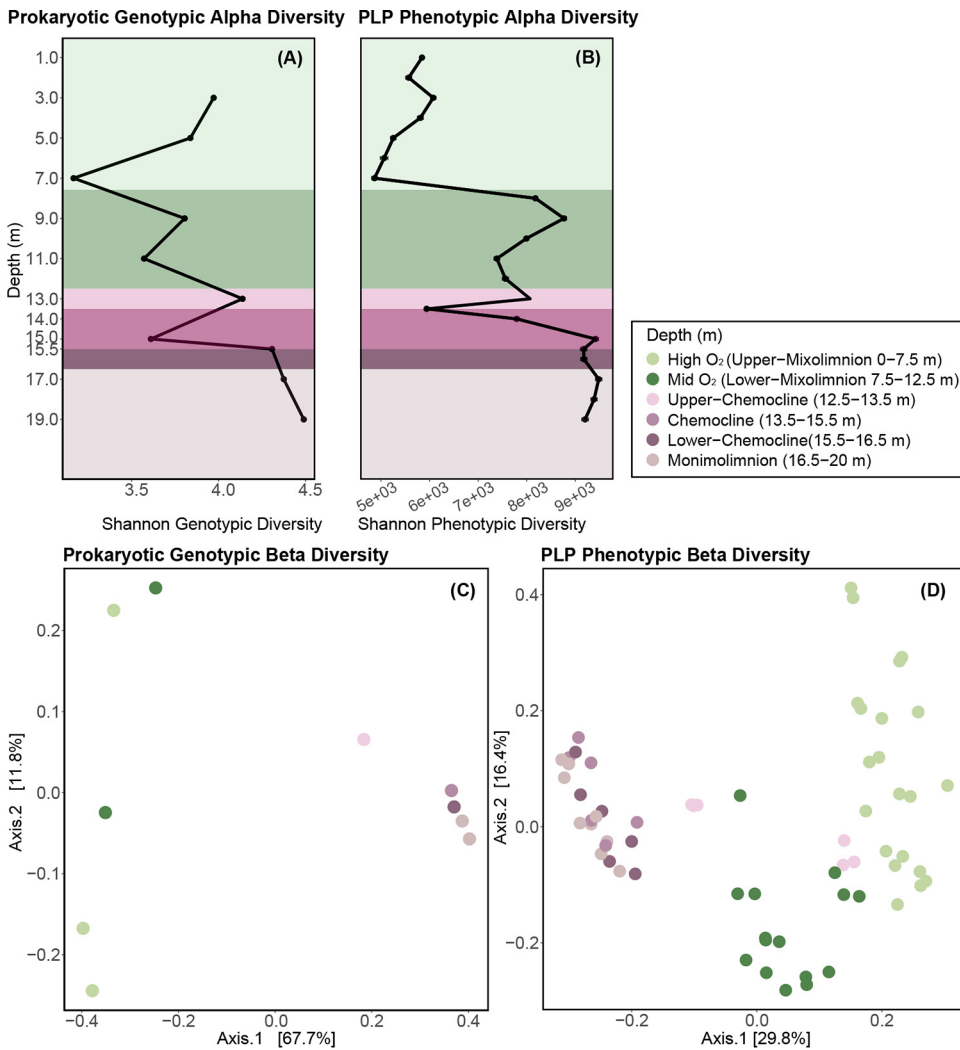 Prokaryotic Genotypic Alpha Diversity
PLP Phenotypic Alpha Diversity
(A)
(B)
Depth (m)
1.0
3.0
5.0
7.0
9.0
11.0
13.0
14.0
15.0
15.5
17.0
19.0
3.5
4.0
4.5
Shannon Genotypic Diversity
5e+03
6e+03
7e+03
8e+03
9e+03
Shannon Phenotypic Diversity
Depth (m)
High O₂ (Upper−Mixolimnion 0−7.5 m)
Mid O₂ (Lower−Mixolimnion 7.5−12.5 m)
Upper−Chemocline (12.5−13.5 m)
Chemocline (13.5−15.5 m)
Lower−Chemocline(15.5−16.5 m)
Monimolimnion (16.5−20 m)
Prokaryotic Genotypic Beta Diversity
(C)
Axis.2 [11.8%]
0.2
0.1
0.0
−0.1
−0.2
−0.4
−0.2
0.0
0.2
0.4
Axis.1 [67.7%]
PLP Phenotypic Beta Diversity
(D)
Axis.2 [16.4%]
0.4
0.2
0.0
−0.2
−0.2
0.0
0.2
Axis.1 [29.8%]